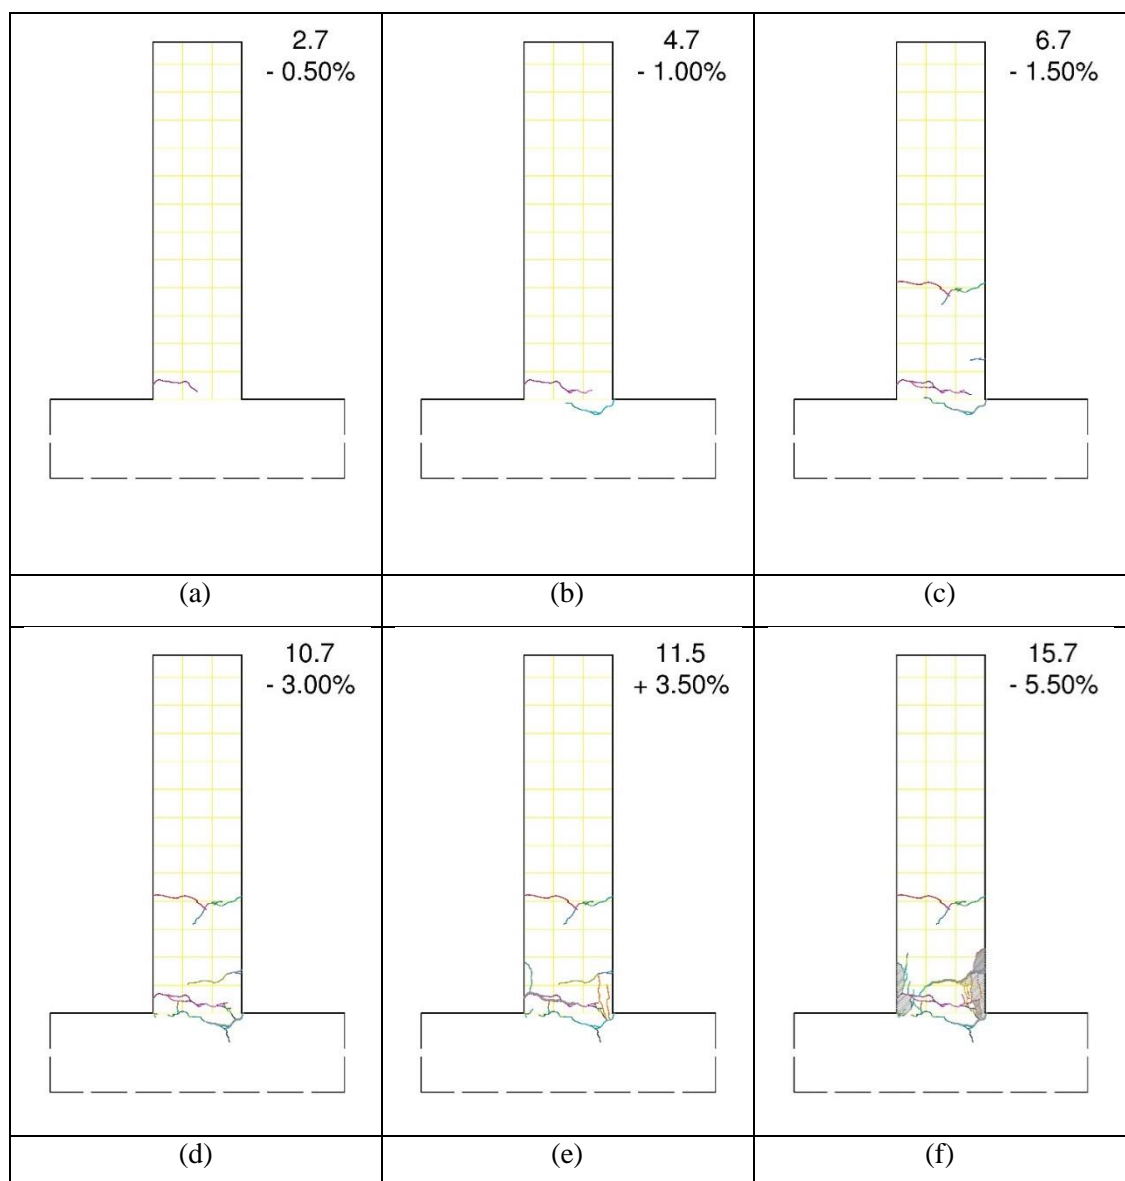 2.7
- 0.50%
4.7
- 1.00%
6.7
- 1.50%
(a)
(b)
(c)
10.7
- 3.00%
11.5
+ 3.50%
15.7
- 5.50%
(d)
(e)
(f)